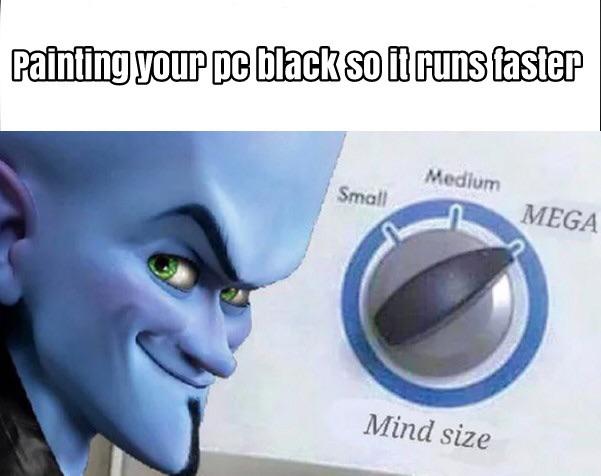 Painting your pc black so it runs faster
Small
Medium
MEGA
Mind size